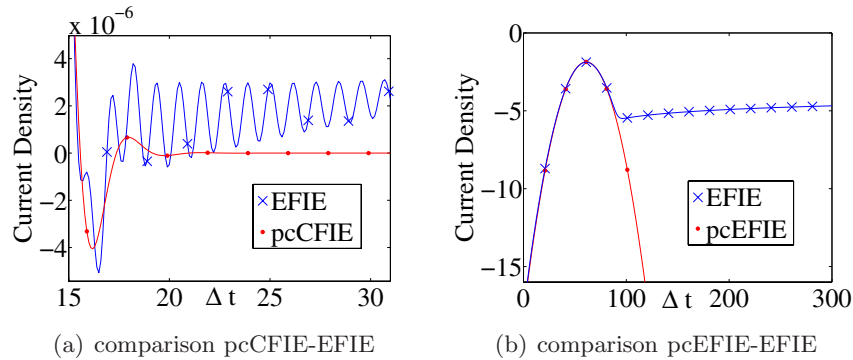 x 10⁻⁶
4
2
0
−2
−4
Current Density
15
20
25
30
Δ t
EFIE
pcCFIE
(a) comparison pcCFIE-EFIE
0
−5
−10
−15
Current Density
0
100
200
300
Δ t
EFIE
pcEFIE
(b) comparison pcEFIE-EFIE